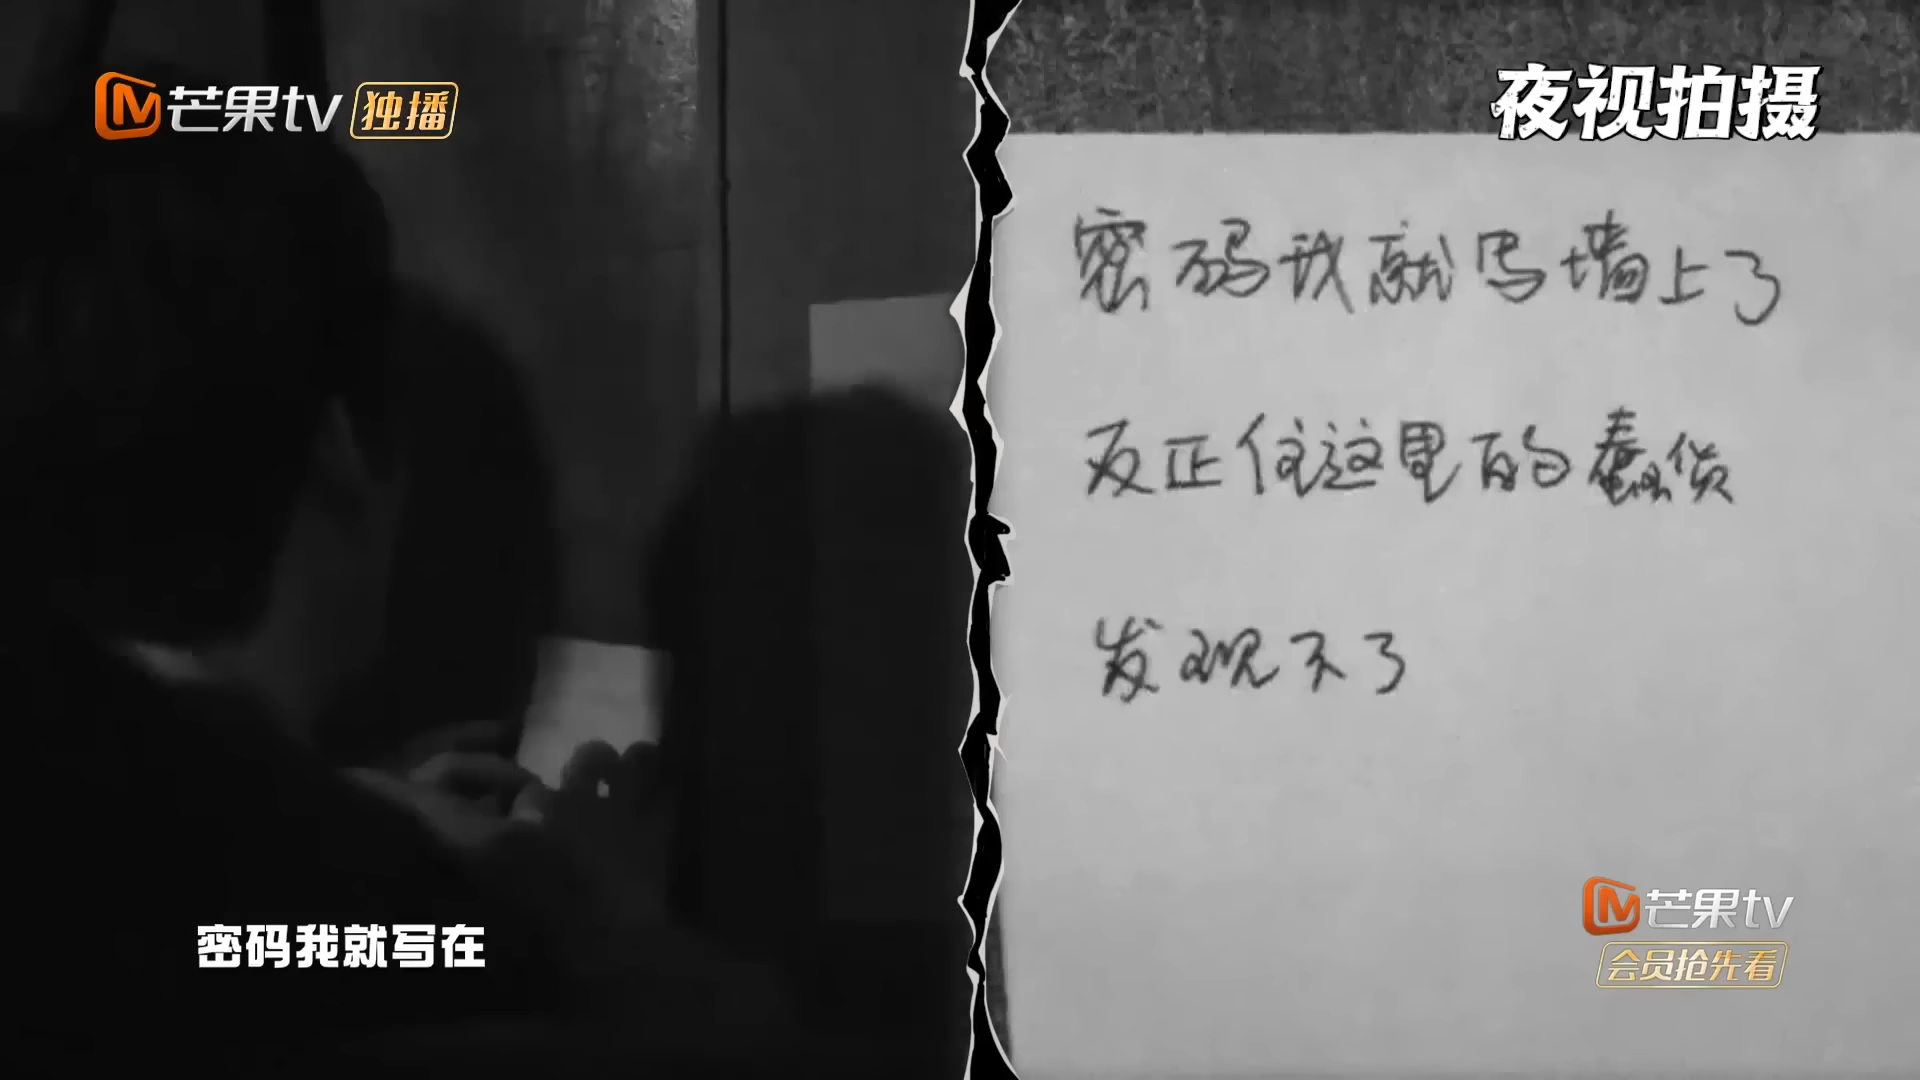 芒果tv 独播
夜视拍摄
密码我就写墙上了
反正住这里的蠢货
发现不了
密码我就写在
芒果tv
会员抢先看